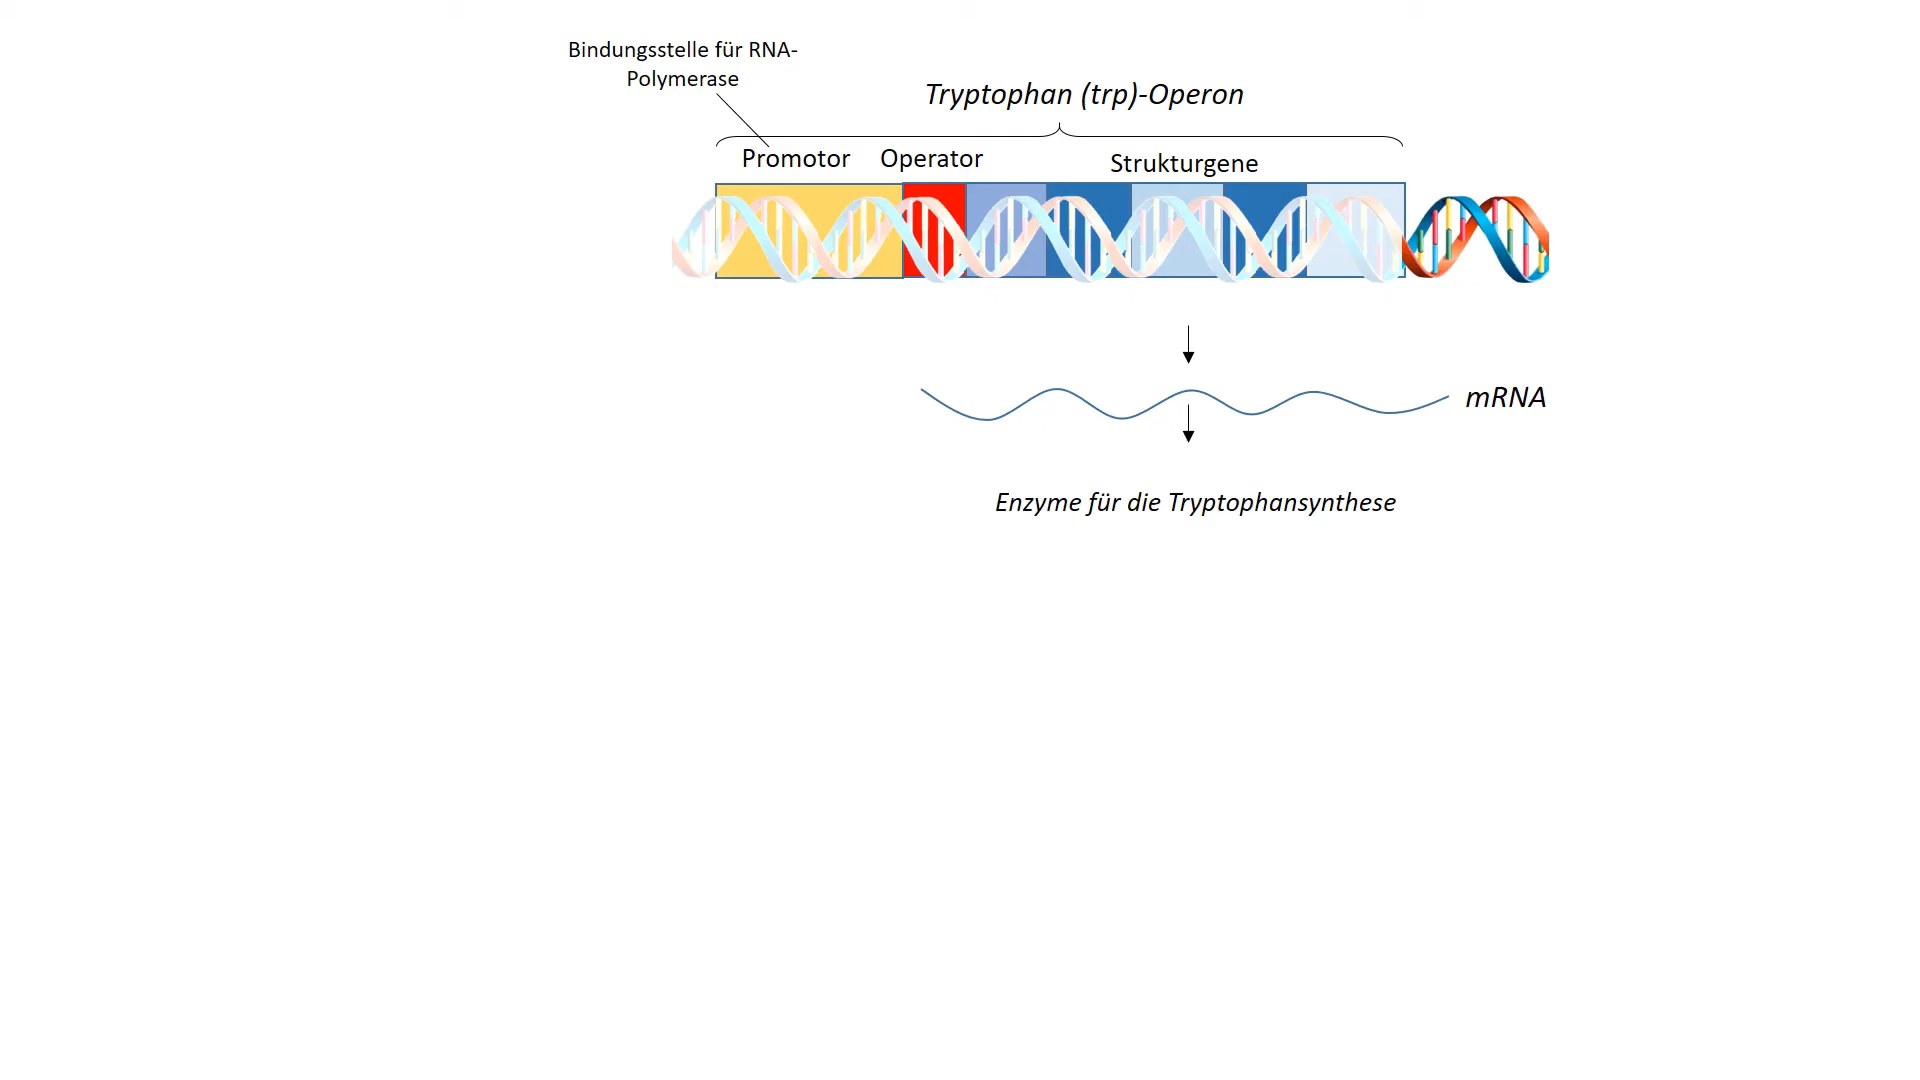 Bindungsstelle für RNA-
Polymerase
Tryptophan (trp)-Operon
Promotor
Operator
Strukturgene
mRNA
Enzyme für die Tryptophansynthese